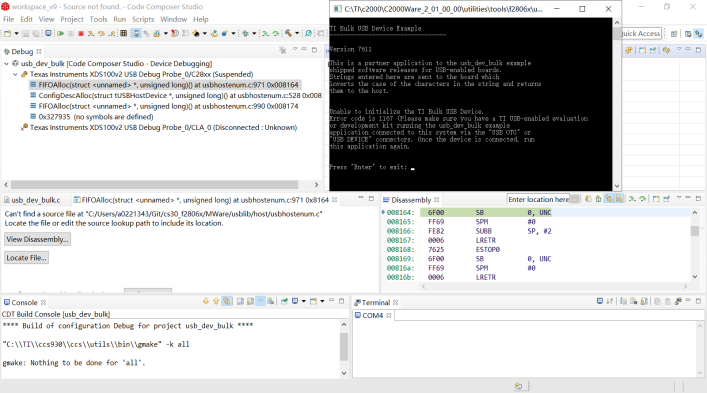 workspace_v9 - Source not found. - Code Composer Studio
File Edit View Project Tools Run Scripts Window Help
Quick Access
Debug
usb_dev_bulk [Code Composer Studio - Device Debugging]
Texas Instruments XDS100v2 USB Debug Probe_0/C28xx (Suspended)
FIFOAlloc(struct <unnamed> *, unsigned long)() at usbhostenum.c:971 0x008164
ConfigDescAlloc(struct tUSBHostDevice *, unsigned long)() at usbhostenum.c:528 0x008
FIFOAlloc(struct <unnamed> *, unsigned long)() at usbhostenum.c:990 0x008174
0x327935 (no symbols are defined)
Texas Instruments XDS100v2 USB Debug Probe_0/CLA_0 (Disconnected : Unknown)
C:\TI\c2000\C2000Ware_2_01_00_00\utilities\tools\f2806x\u...
TI Bulk USB Device Example
Version 7611
This is a partner application to the usb_dev_bulk example
shipped software releases for USB-enabled boards.
Strings entered here are sent to the board which
inverts the case of the characters in the string and returns
them to the host.
Unable to initialize the TI Bulk USB Device.
Error code is 1167 (Please make sure you have a TI USB-enabled evaluation
or development kit running the usb_dev_bulk example
application connected to this system via the "USB OTG" or
"USB DEVICE" connectors. Once the device is connected, run
this application again.
Press "Enter" to exit:
usb_dev_bulk.c
FIFOAlloc(struct <unnamed> *, unsigned long)() at usbhostenum.c:971 0x8164
Can't find a source file at "C:/Users/a0221343/Git/cs30_f2806x/MWare/usblib/host/usbhostenum.c"
Locate the file or edit the source lookup path to include its location.
View Disassembly...
Locate File...
Disassembly
Enter location here
008164: 6F00 SB 0, UNC
008165: FF69 SPM #0
008166: FE82 SUBB SP, #2
008167: 0006 LRETR
008168: 7625 ESTOP0
008169: 6F00 SB 0, UNC
00816a: FF69 SPM #0
00816b: 0006 LRETR
Console
CDT Build Console [usb_dev_bulk]
**** Build of configuration Debug for project usb_dev_bulk ****
"C:\\TI\\ccs930\\ccs\\utils\\bin\\gmake" -k all
gmake: Nothing to be done for 'all'.
Terminal
COM4